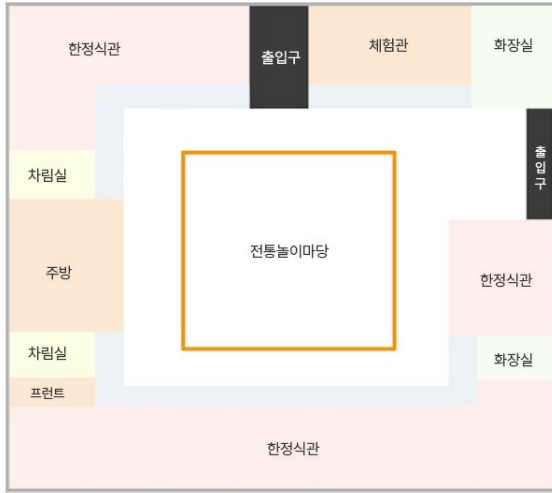 한정식관
출입구
체험관
화장실
출입구
차림실
전통놀이마당
주방
한정식관
차림실
화장실
프런트
한정식관